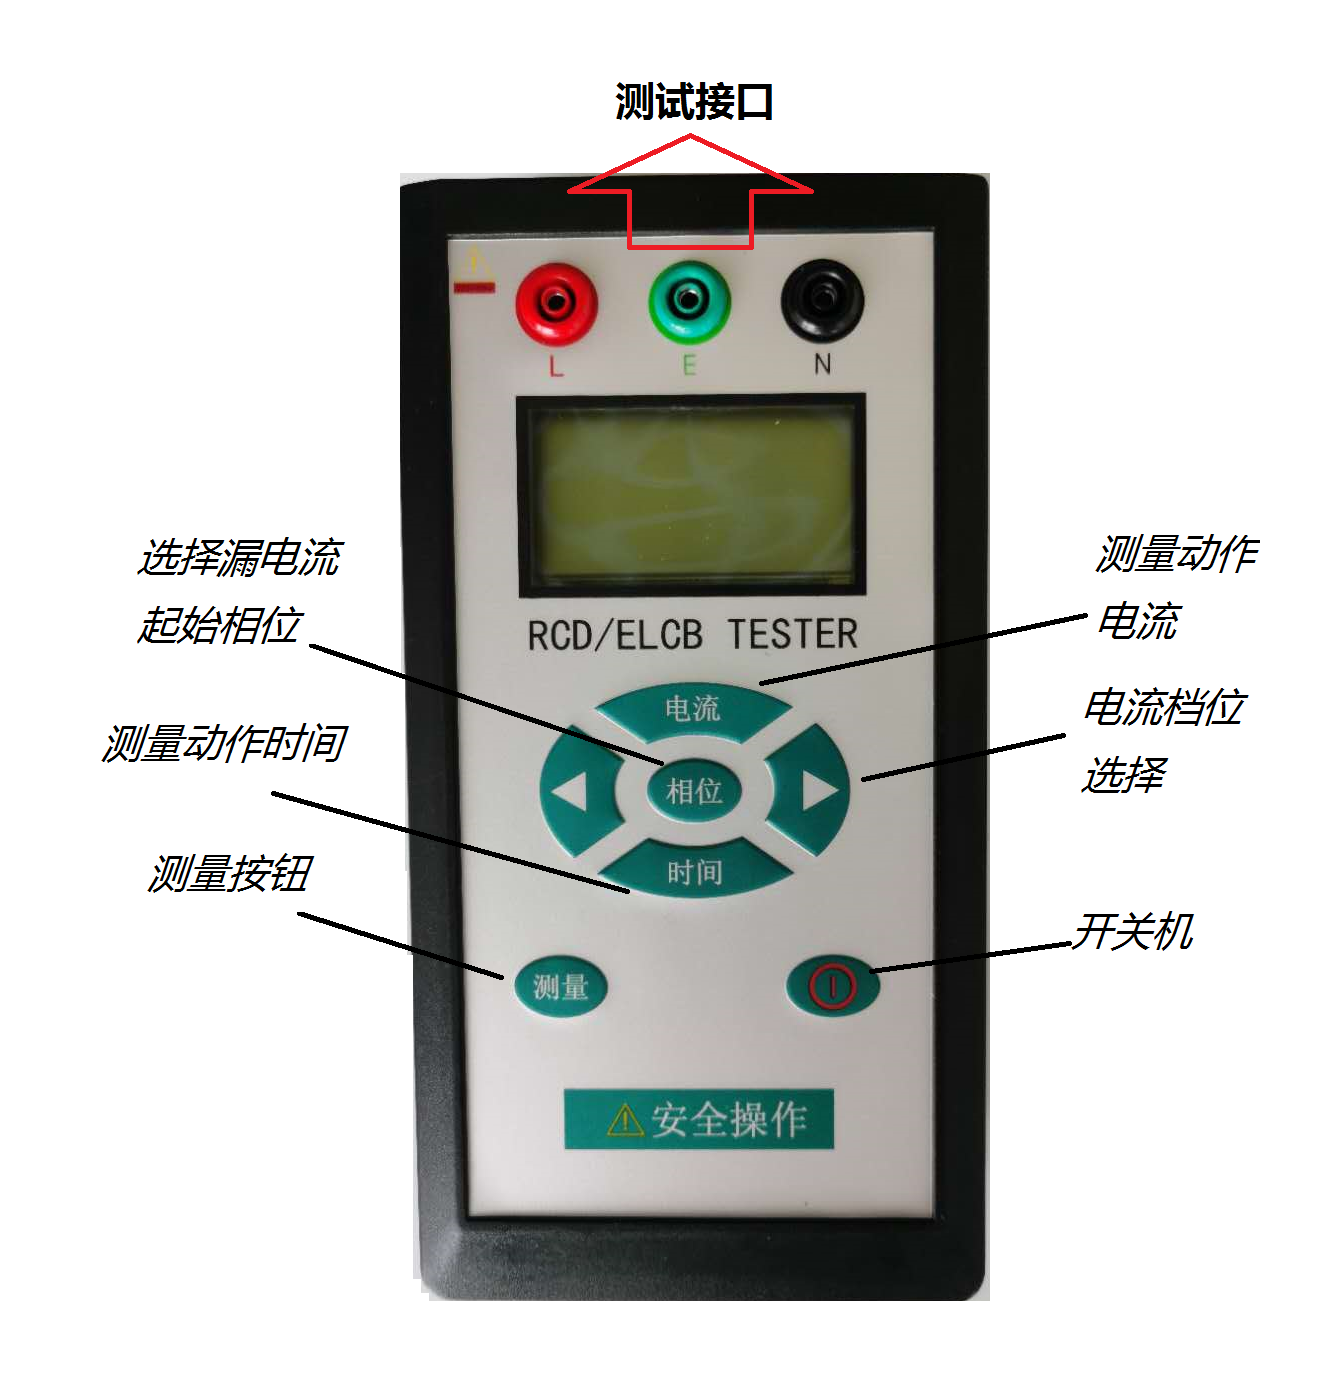 测试接口
L
E
N
选择漏电流
起始相位
测量动作
电流
RCD/ELCB TESTER
电流
电流档位
选择
测量动作时间
相位
时间
测量按钮
开关机
测量
安全操作